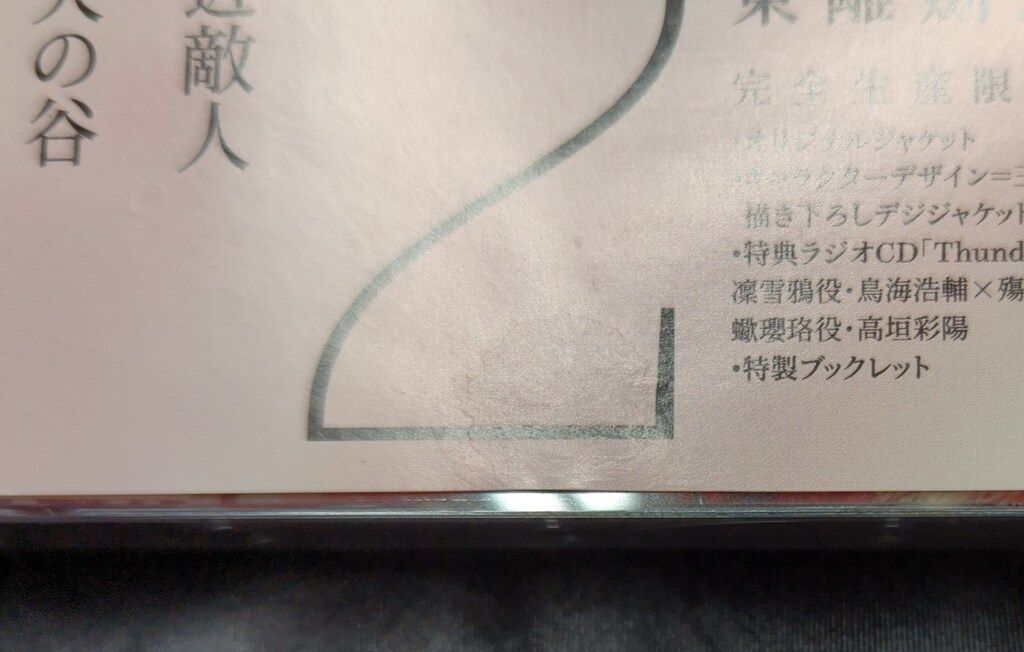 敵人
人の谷
2
東離劍
完全生産限
・オリジナルジャケット
・キャラクターデザイン＝三
描き下ろしデジジャケット
・特典ラジオCD「Thund
凜雪鴉役・鳥海浩輔×殤
蠍瓔珞役・高垣彩陽
・特製ブックレット